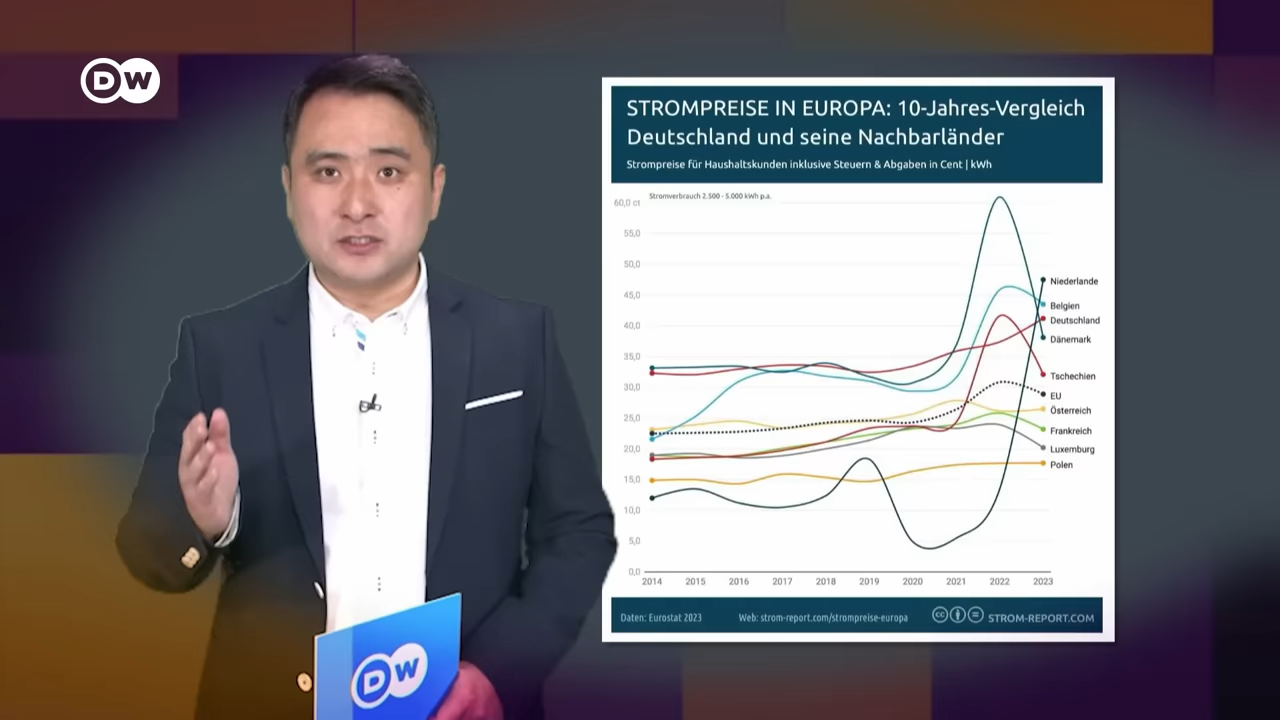 DW
STROMPREISE IN EUROPA: 10-Jahres-Vergleich
Deutschland und seine Nachbarländer
Strompreise für Haushaltskunden inklusive Steuern & Abgaben in Cent | kWh
Stromverbrauch 2.500 - 5.000 kWh p.a.
60,0 ct
55,0
50,0
45,0
40,0
35,0
30,0
25,0
20,0
15,0
10,0
5,0
0,0
Niederlande
Belgien
Deutschland
Dänemark
Tschechien
EU
Österreich
Frankreich
Luxemburg
Polen
2014 2015 2016 2017 2018 2019 2020 2021 2022 2023
Daten: Eurostat 2023 Web: strom-report.com/strompreise-europa cc STROM-REPORT.COM
DW